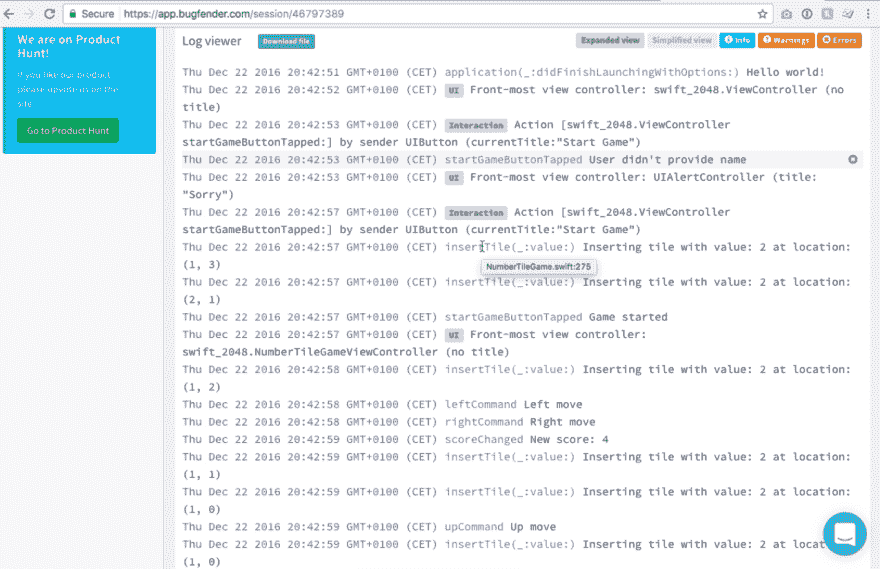 Secure https://app.bugfender.com/session/46797389
We are on Product
Hunt!
If you like our product
please upvote us on the
site.
Go to Product Hunt
Log viewer Download file Expanded view Simplified view Info Warnings Errors
Thu Dec 22 2016 20:42:51 GMT+0100 (CET) application(_:didFinishLaunchingWithOptions:) Hello world!
Thu Dec 22 2016 20:42:52 GMT+0100 (CET) UI Front-most view controller: swift_2048.ViewController (no
title)
Thu Dec 22 2016 20:42:53 GMT+0100 (CET) Interaction Action [swift_2048.ViewController
startGameButtonTapped:] by sender UIButton (currentTitle:"Start Game")
Thu Dec 22 2016 20:42:53 GMT+0100 (CET) startGameButtonTapped User didn't provide name
Thu Dec 22 2016 20:42:53 GMT+0100 (CET) UI Front-most view controller: UIAlertController (title:
"Sorry")
Thu Dec 22 2016 20:42:57 GMT+0100 (CET) Interaction Action [swift_2048.ViewController
startGameButtonTapped:] by sender UIButton (currentTitle:"Start Game")
Thu Dec 22 2016 20:42:57 GMT+0100 (CET) insertTile(_:value:) Inserting tile with value: 2 at location:
(1, 3)
NumberTileGame.swift:275
Thu Dec 22 2016 20:42:57 GMT+0100 (CET) insertTile(_:value:) Inserting tile with value: 2 at location:
(2, 1)
Thu Dec 22 2016 20:42:57 GMT+0100 (CET) startGameButtonTapped Game started
Thu Dec 22 2016 20:42:57 GMT+0100 (CET) UI Front-most view controller:
swift_2048.NumberTileGameViewController (no title)
Thu Dec 22 2016 20:42:58 GMT+0100 (CET) insertTile(_:value:) Inserting tile with value: 2 at location:
(1, 2)
Thu Dec 22 2016 20:42:58 GMT+0100 (CET) leftCommand Left move
Thu Dec 22 2016 20:42:58 GMT+0100 (CET) rightCommand Right move
Thu Dec 22 2016 20:42:59 GMT+0100 (CET) scoreChanged New score: 4
Thu Dec 22 2016 20:42:59 GMT+0100 (CET) insertTile(_:value:) Inserting tile with value: 2 at location:
(1, 1)
Thu Dec 22 2016 20:42:59 GMT+0100 (CET) insertTile(_:value:) Inserting tile with value: 2 at location:
(1, 0)
Thu Dec 22 2016 20:42:59 GMT+0100 (CET) upCommand Up move
Thu Dec 22 2016 20:42:59 GMT+0100 (CET) insertTile(_:value:) Inserting tile with value: 2 at
(1, 0)